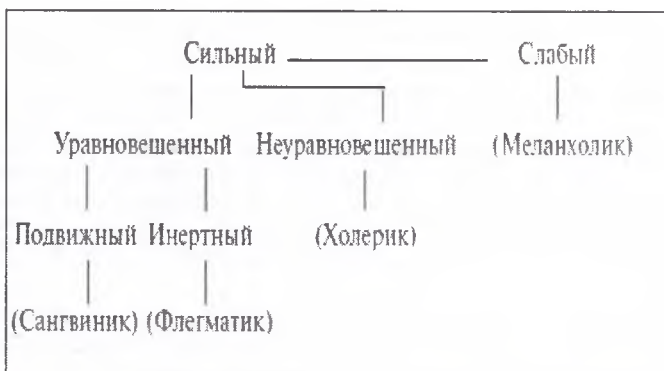 Сильный Слабый
Уравновешенный Неуравновешенный (Меланхолик)
Подвижный Инертный (Холерик)
(Сангвиник) (Флегматик)